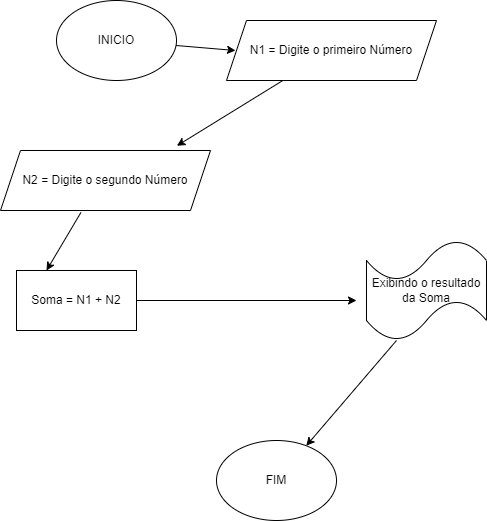 INICIO
N1 = Digite o primeiro Número
N2 = Digite o segundo Número
Soma = N1 + N2
Exibindo o resultado
da Soma
FIM